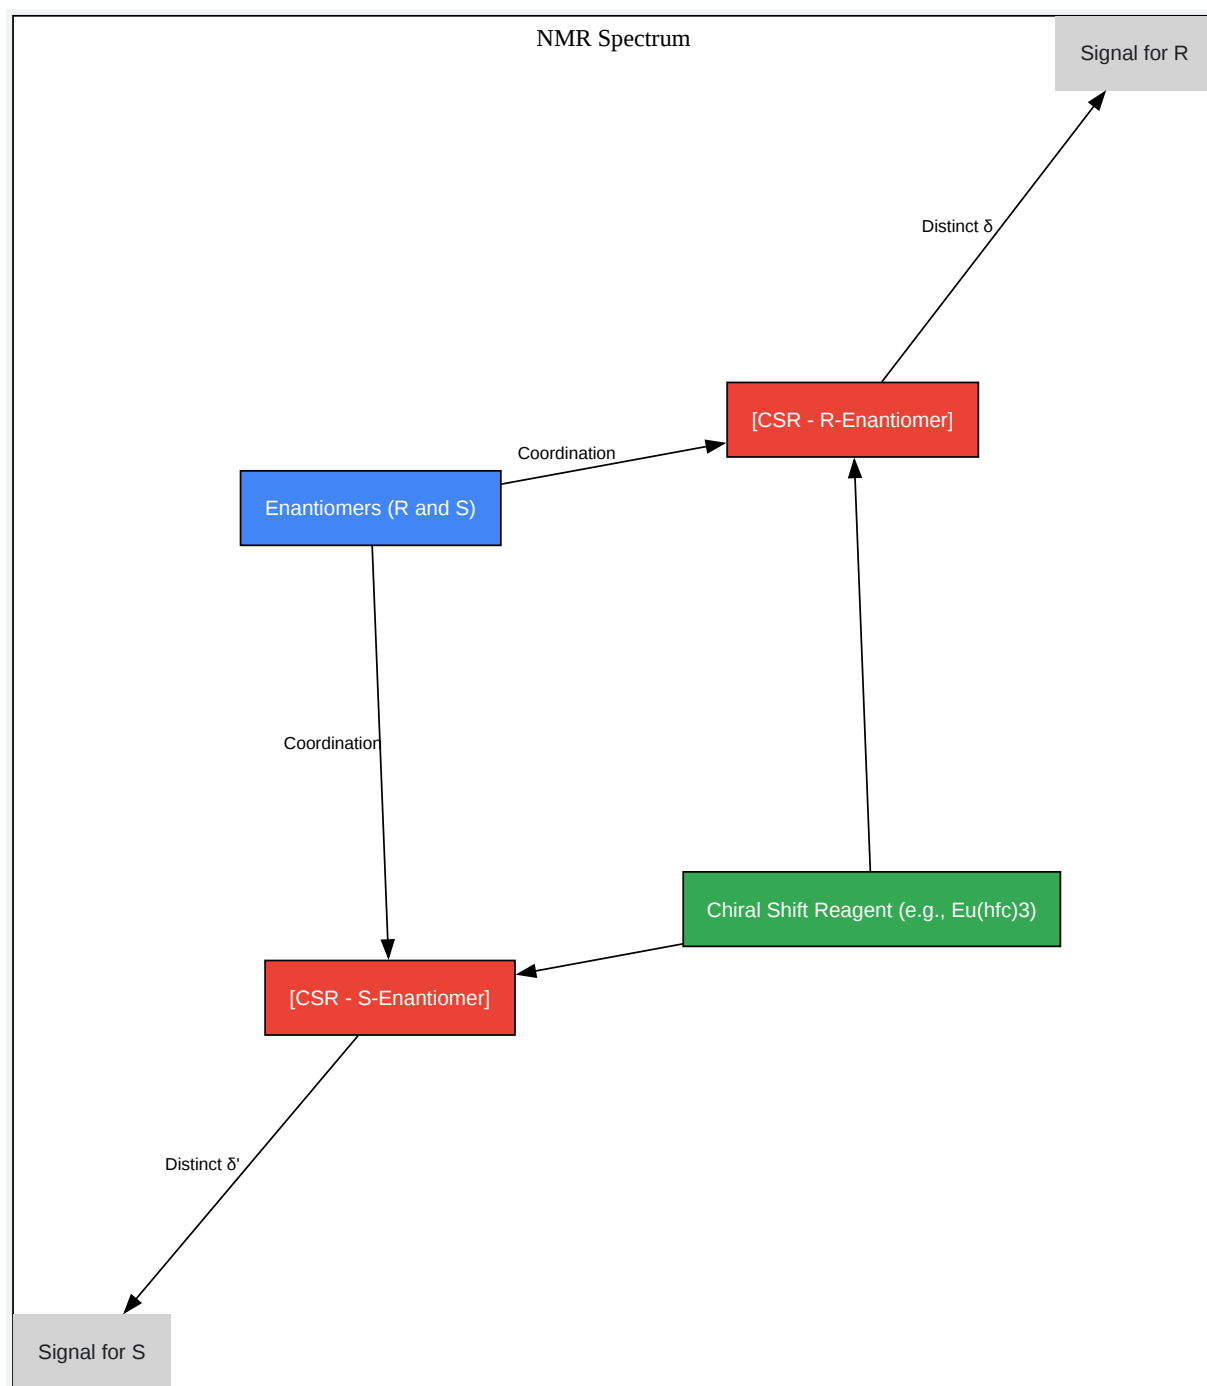 NMR Spectrum
Signal for R
Distinct δ
[CSR - R-Enantiomer]
Coordination
Enantiomers (R and S)
Coordination
Chiral Shift Reagent (e.g., Eu(hfc)3)
[CSR - S-Enantiomer]
Distinct δ'
Signal for S